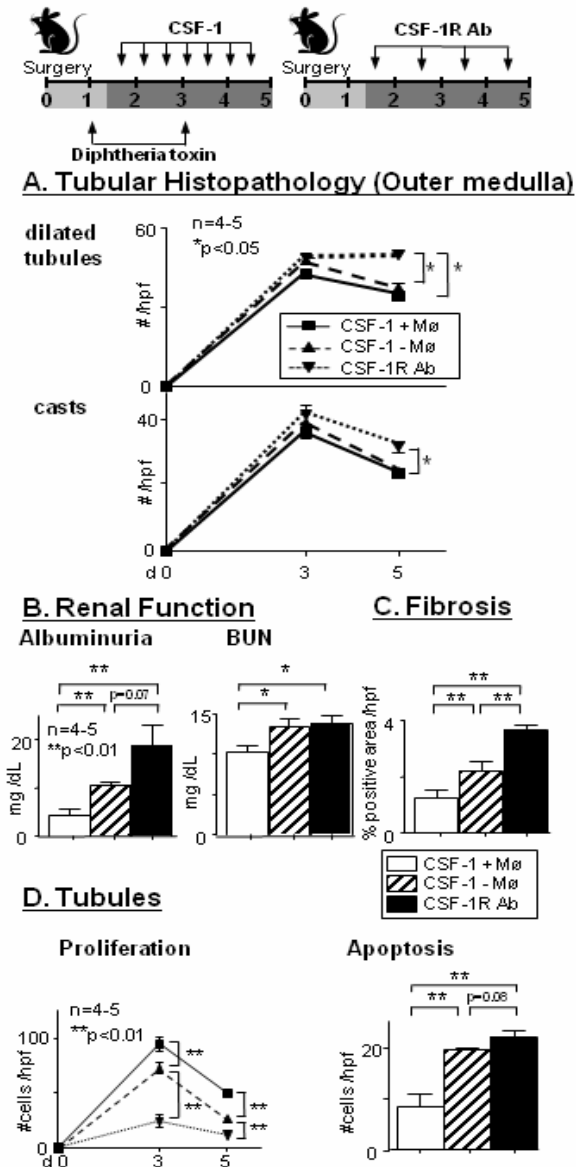 CSF-1
CSF-1R Ab
Surgery
Surgery
0 1 2 3 4 5
0 1 2 3 4 5
Diphtheria toxin
A. Tubular Histopathology (Outer medulla)
dilated
tubules
60
n=4-5
*p<0.05
* *
#/hpf
CSF-1 + Mø
CSF-1 - Mø
CSF-1R Ab
0
casts
40
#/hpf
*
0
d 0 3 5
B. Renal Function
C. Fibrosis
Albuminuria
BUN
**
** p=0.07
n=4-5
**p<0.01
20
mg/dL
0
*
*
15
mg/dL
0
**
** **
4
% positive area/hpf
0
CSF-1 + Mø
CSF-1 - Mø
CSF-1R Ab
D. Tubules
Proliferation
Apoptosis
n=4-5
**p<0.01
100
#cells/hpf
**
**
**
**
0
d 0 3 5
**
** p=0.08
20
#cells/hpf
0